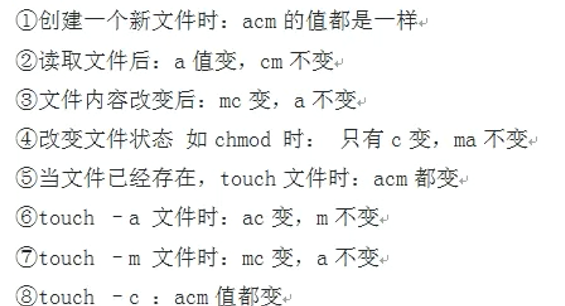 ①创建一个新文件时：acm 的值都是一样↵
②读取文件后：a 值变，cm 不变↵
③文件内容改变后：mc 变，a 不变↵
④改变文件状态 如 chmod 时： 只有 c 变，ma 不变↵
⑤当文件已经存在，touch 文件时：acm 都变↵
⑥touch －a 文件时：ac 变，m 不变↵
⑦touch －m 文件时：mc 变，a 不变↵
⑧touch －c ：acm 值都变↵